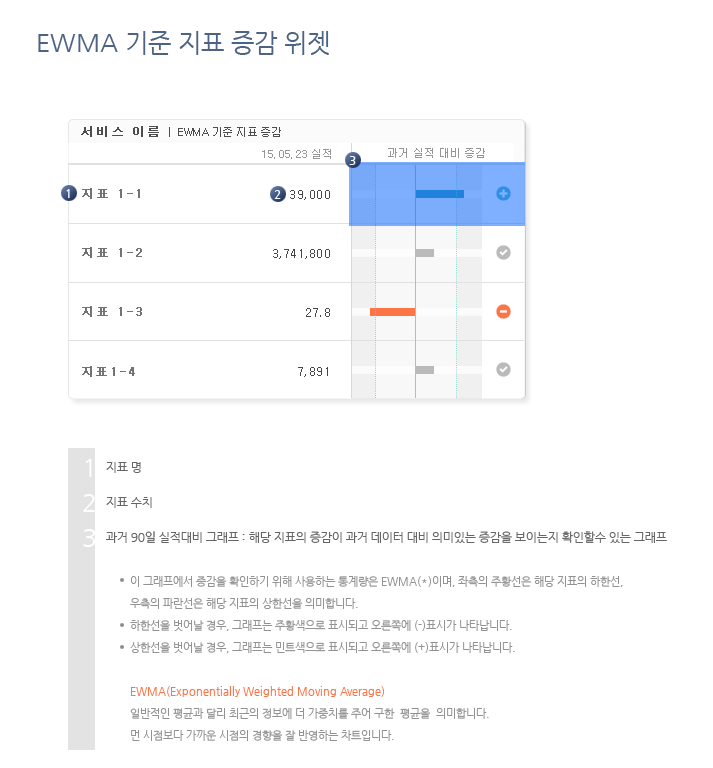 EWMA 기준 지표 증감 위젯
서비스 이름 | EWMA 기준 지표 증감
15.05.23 실적 과거 실적 대비 증감
3
1 지표 1-1 2 39,000
지표 1-2 3,741,800
지표 1-3 27.8
지표1-4 7,891
1 지표 명
2 지표 수치
3 과거 90일 실적대비 그래프 : 해당 지표의 증감이 과거 데이터 대비 의미있는 증감을 보이는지 확인할수 있는 그래프
• 이 그래프에서 증감을 확인하기 위해 사용하는 통계량은 EWMA(*)이며, 좌측의 주황선은 해당 지표의 하한선,
우측의 파란선은 해당 지표의 상한선을 의미합니다.
• 하한선을 벗어날 경우, 그래프는 주황색으로 표시되고 오른쪽에 (-)표시가 나타납니다.
• 상한선을 벗어날 경우, 그래프는 민트색으로 표시되고 오른쪽에 (+)표시가 나타납니다.
EWMA(Exponentially Weighted Moving Average)
일반적인 평균과 달리 최근의 정보에 더 가중치를 주어 구한 평균을 의미합니다.
먼 시점보다 가까운 시점의 경향을 잘 반영하는 차트입니다.